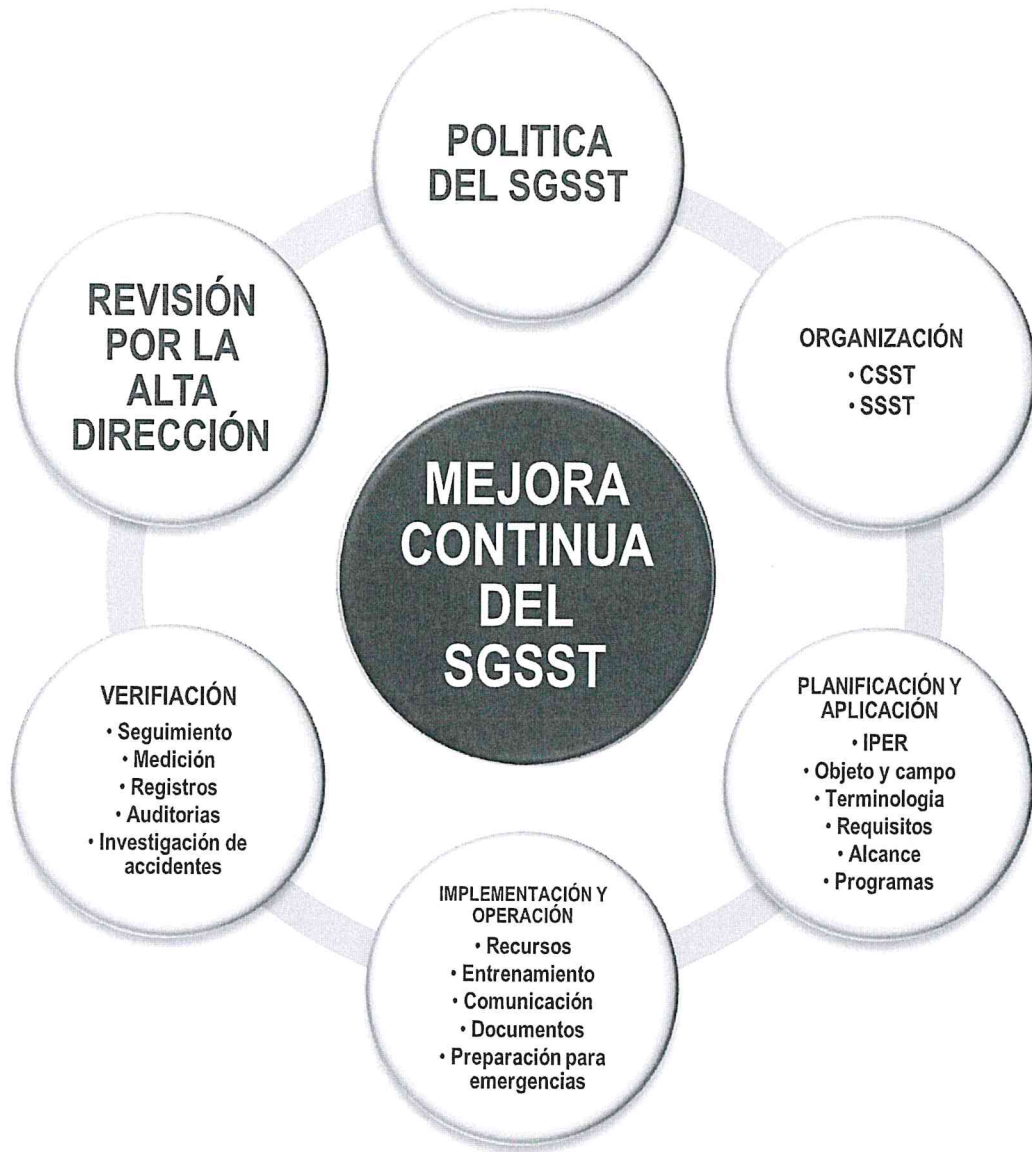 POLITICA
DEL SGSST
ORGANIZACIÓN
• CSST
• SSST
PLANIFICACIÓN Y
APLICACIÓN
• IPER
• Objeto y campo
• Terminologia
• Requisitos
• Alcance
• Programas
IMPLEMENTACIÓN Y
OPERACIÓN
• Recursos
• Entrenamiento
• Comunicación
• Documentos
• Preparación para
emergencias
VERIFIACIÓN
• Seguimiento
• Medición
• Registros
• Auditorias
• Investigación de
accidentes
REVISIÓN
POR LA
ALTA
DIRECCIÓN
MEJORA
CONTINUA
DEL
SGSST